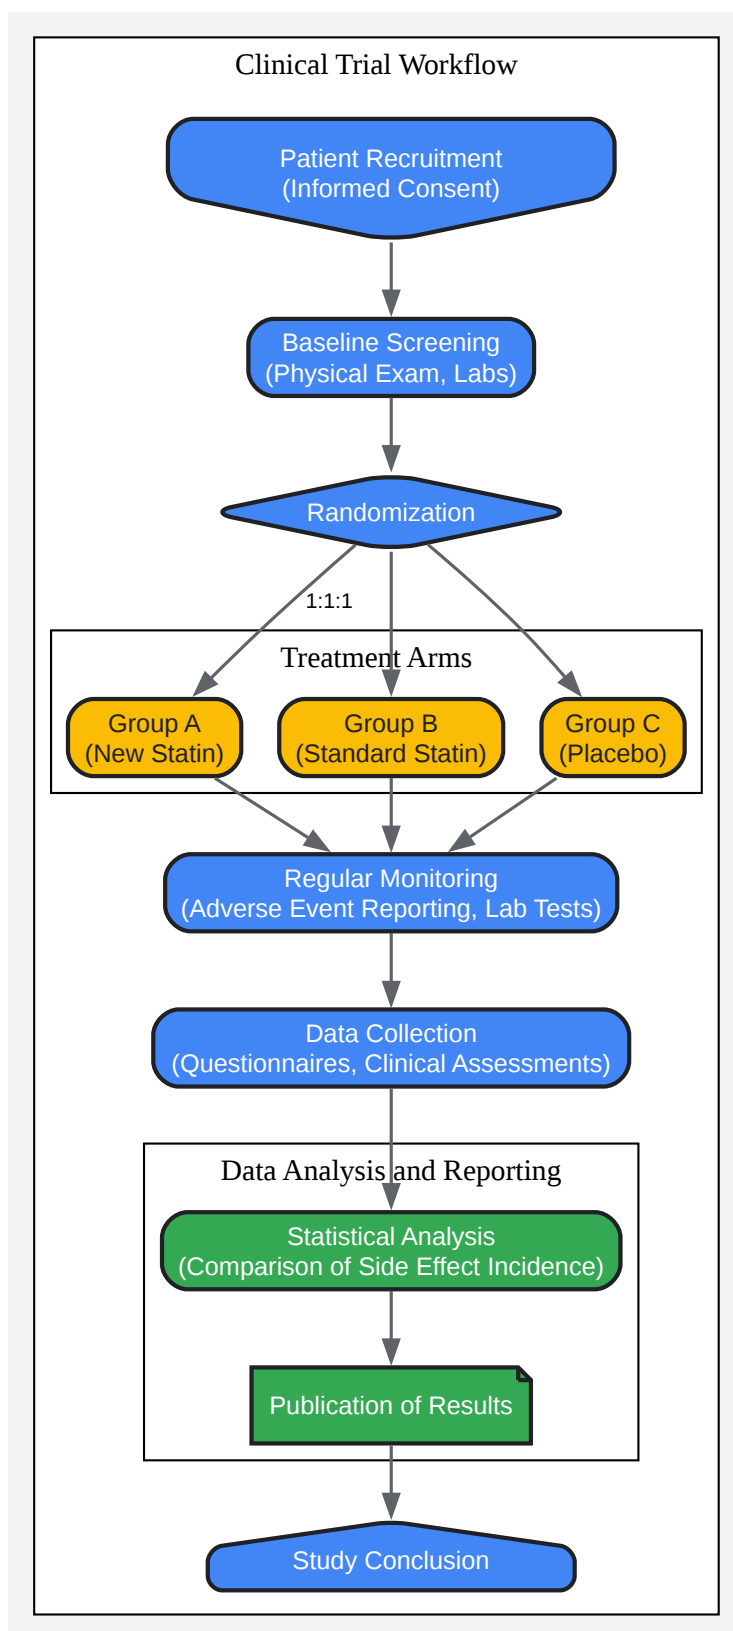 Clinical Trial Workflow
Patient Recruitment
(Informed Consent)
Baseline Screening
(Physical Exam, Labs)
Randomization
1:1:1
Treatment Arms
Group A
(New Statin)
Group B
(Standard Statin)
Group C
(Placebo)
Regular Monitoring
(Adverse Event Reporting, Lab Tests)
Data Collection
(Questionnaires, Clinical Assessments)
Data Analysis and Reporting
Statistical Analysis
(Comparison of Side Effect Incidence)
Publication of Results
Study Conclusion